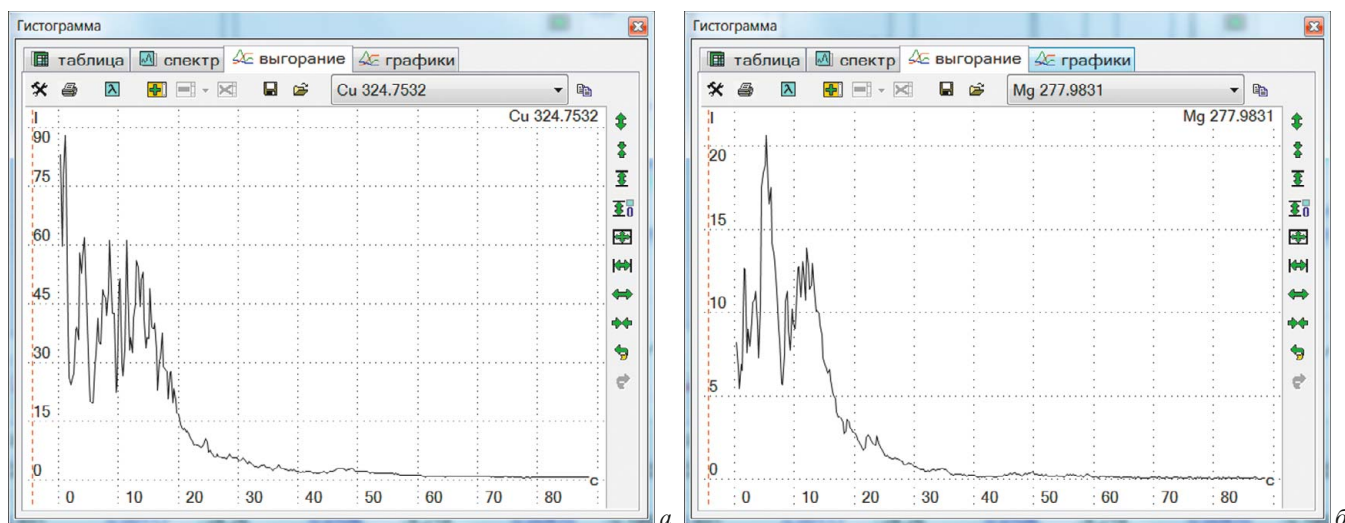 Гистограмма
таблица спектр выгорание графики
Cu 324.7532
I Cu 324.7532
90
75
60
45
30
15
0
с
0 10 20 30 40 50 60 70 80
а
Гистограмма
таблица спектр выгорание графики
Mg 277.9831
I Mg 277.9831
20
15
10
5
0
с
0 10 20 30 40 50 60 70 80
б